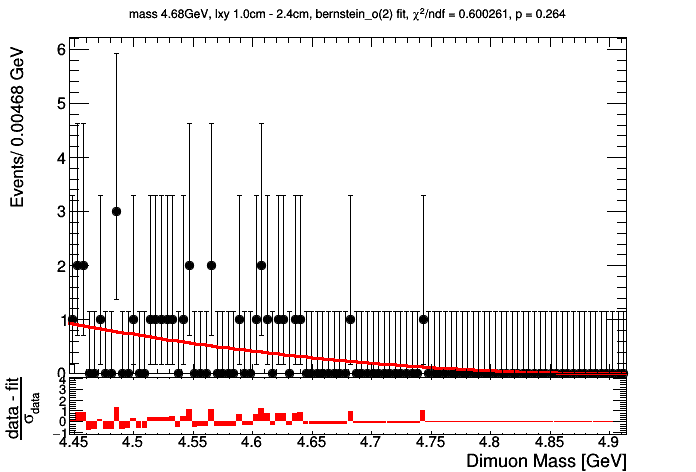 mass 4.68GeV, lxy 1.0cm - 2.4cm, bernstein_o(2) fit, χ²/ndf = 0.600261, p = 0.264
Events/ 0.00468 GeV
6
5
4
3
2
1
0
data - fit
σdata
4
3
2
1
0
−1
4.45 4.5 4.55 4.6 4.65 4.7 4.75 4.8 4.85 4.9
Dimuon Mass [GeV]